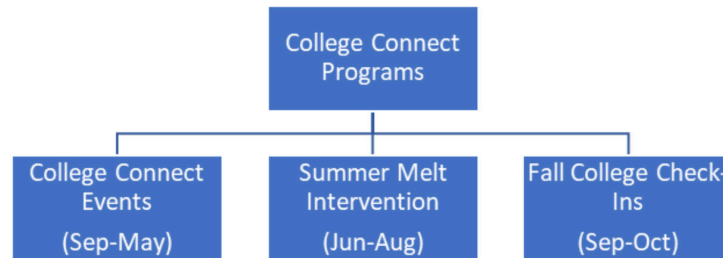 College Connect
Programs
College Connect
Events
(Sep-May)
Summer Melt
Intervention
(Jun-Aug)
Fall College Check-
Ins
(Sep-Oct)